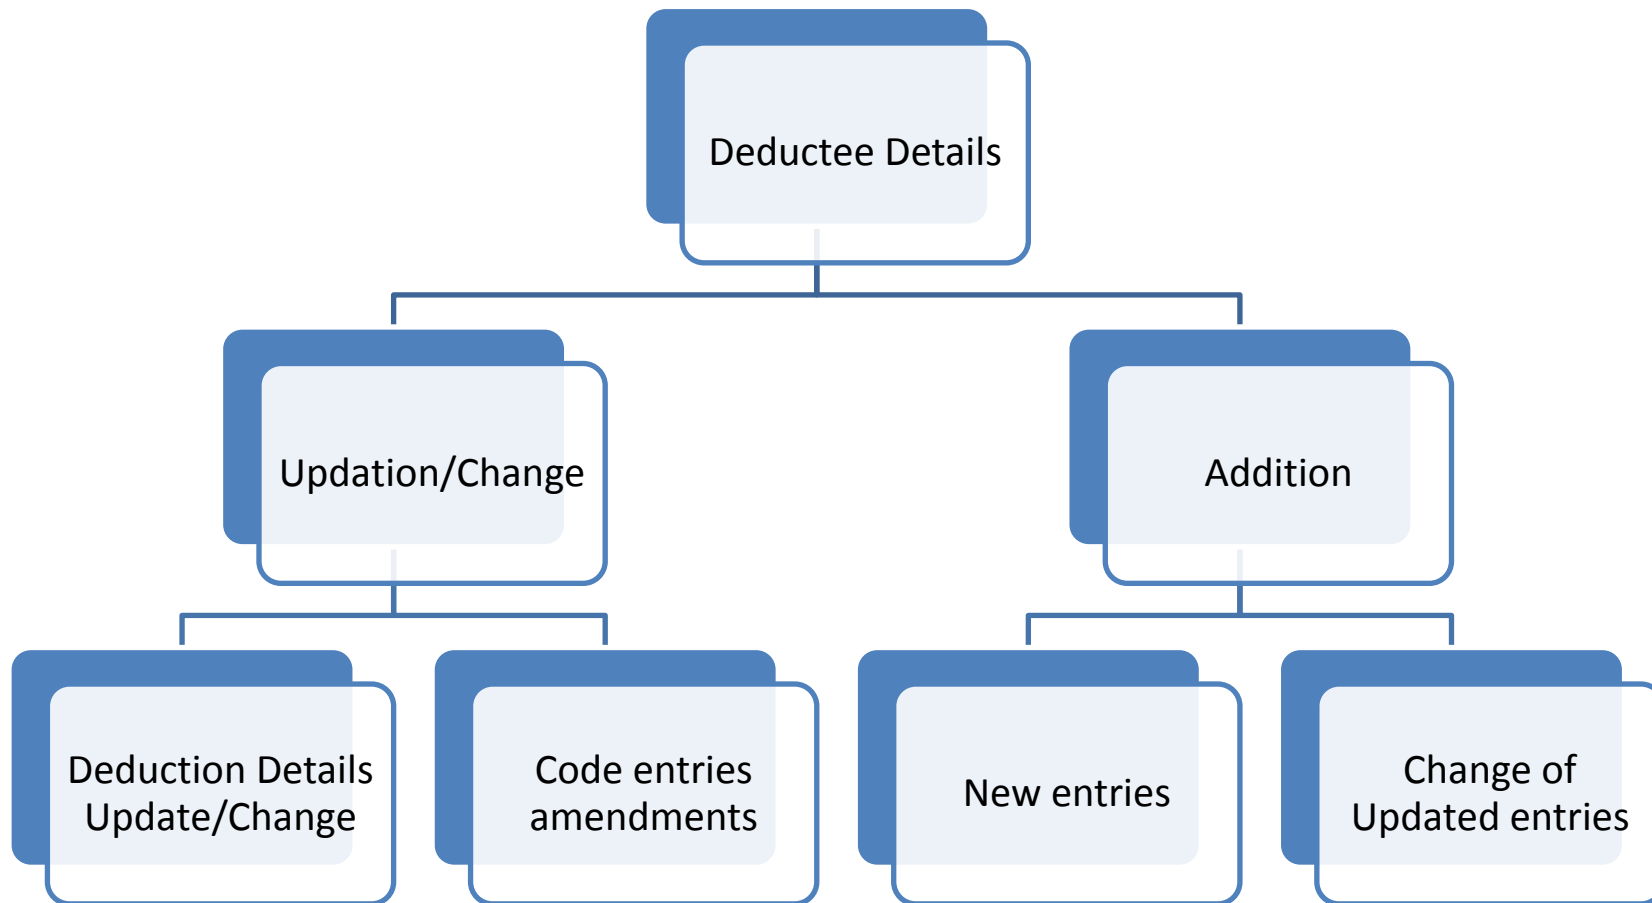 Deductee Details
Updation/Change
Addition
Deduction Details
Update/Change
Code entries
amendments
New entries
Change of
Updated entries